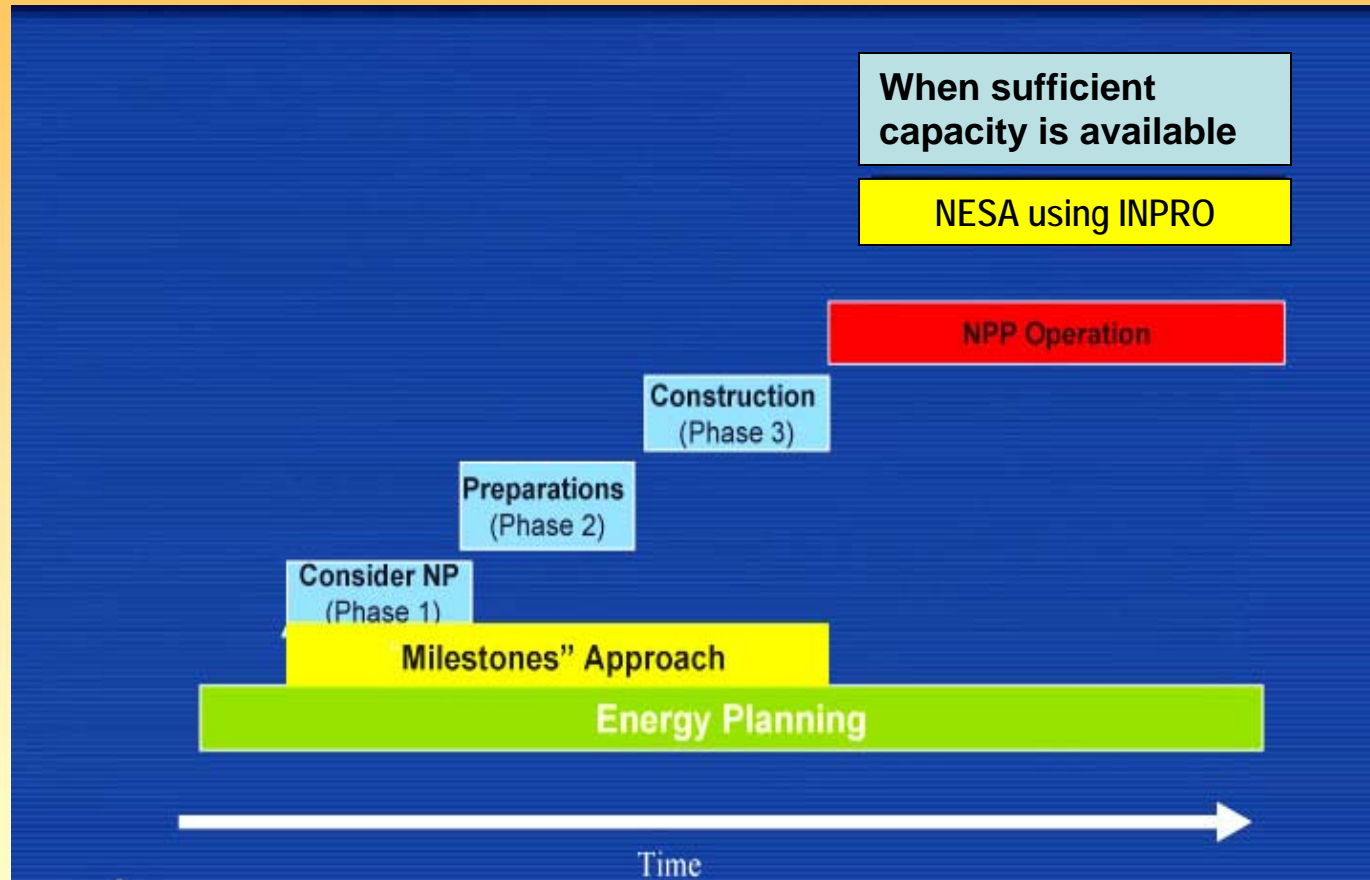 When sufficient
capacity is available
NESA using INPRO
NPP Operation
Construction
(Phase 3)
Preparations
(Phase 2)
Consider NP
(Phase 1)
"Milestones” Approach
Energy Planning
Time